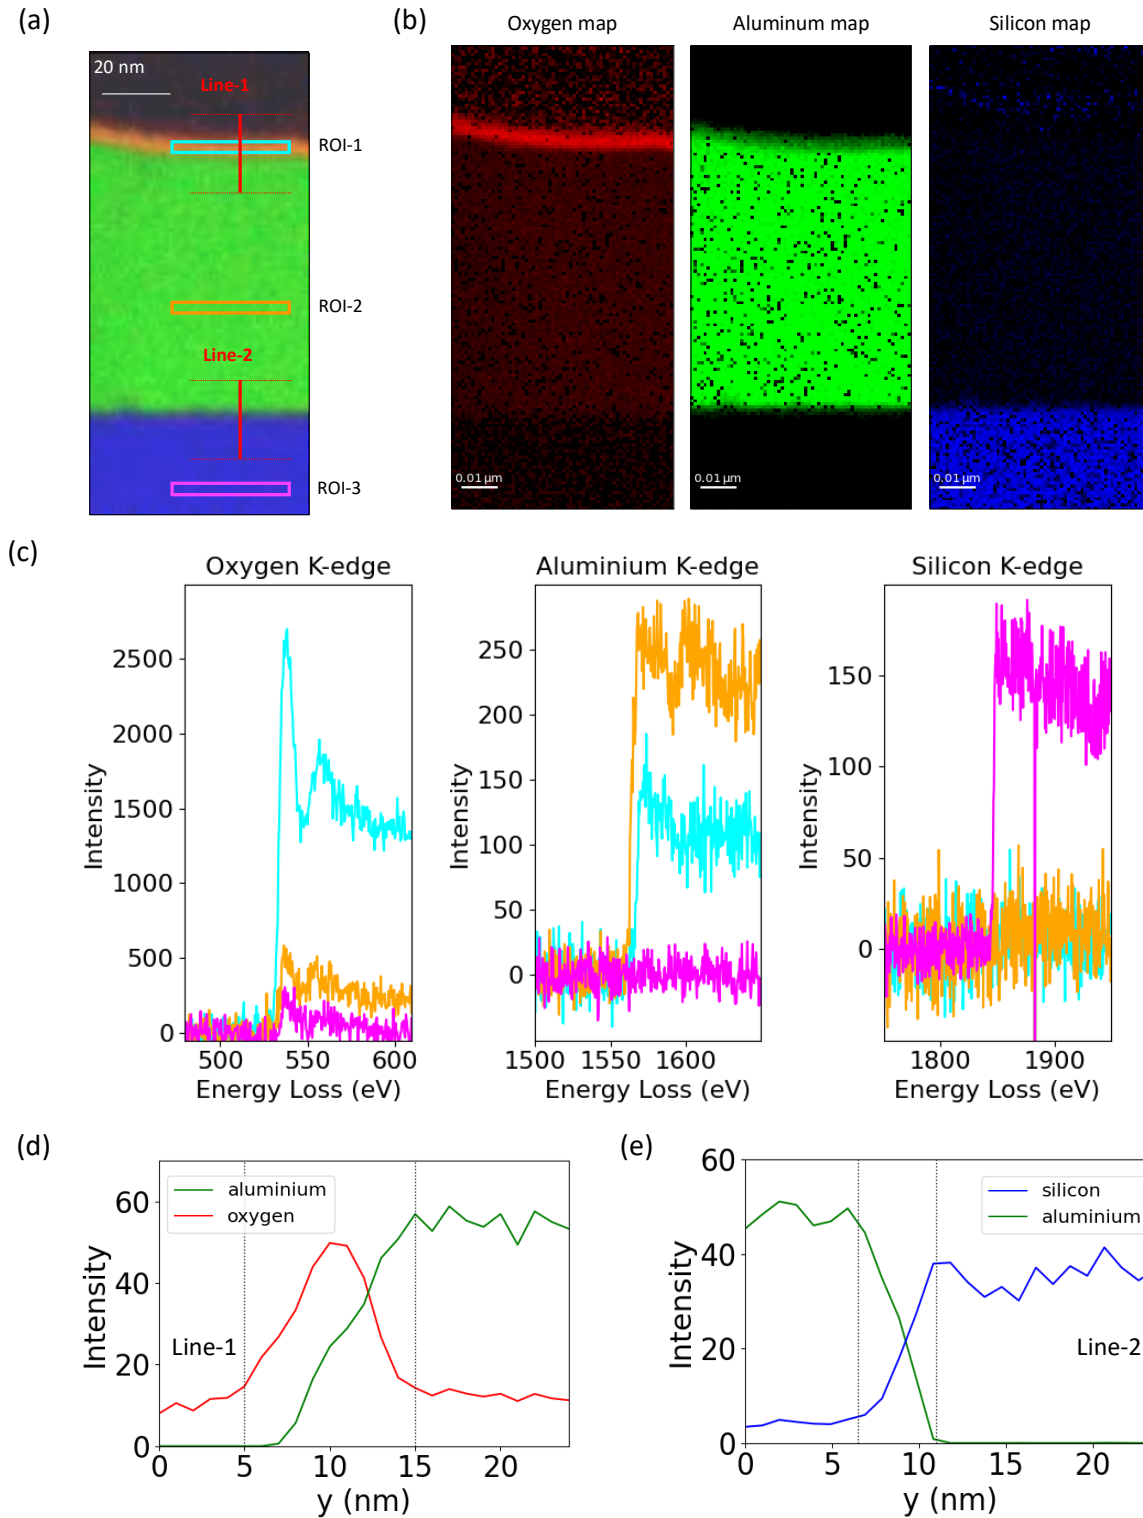 (a)
20 nm
Line-1
ROI-1
ROI-2
Line-2
ROI-3
(b)
Oxygen map
Aluminum map
Silicon map
0.01 µm
0.01 µm
0.01 µm
(c)
Oxygen K-edge
Intensity
2500
2000
1500
1000
500
0
500
550
600
Energy Loss (eV)
Aluminium K-edge
Intensity
250
200
150
100
50
0
1500
1550
1600
Energy Loss (eV)
Silicon K-edge
Intensity
150
100
50
0
1800
1900
Energy Loss (eV)
(d)
aluminium
oxygen
Intensity
60
40
20
0
Line-1
0
5
10
15
20
y (nm)
(e)
silicon
aluminium
Intensity
60
40
20
0
Line-2
0
5
10
15
20
y (nm)